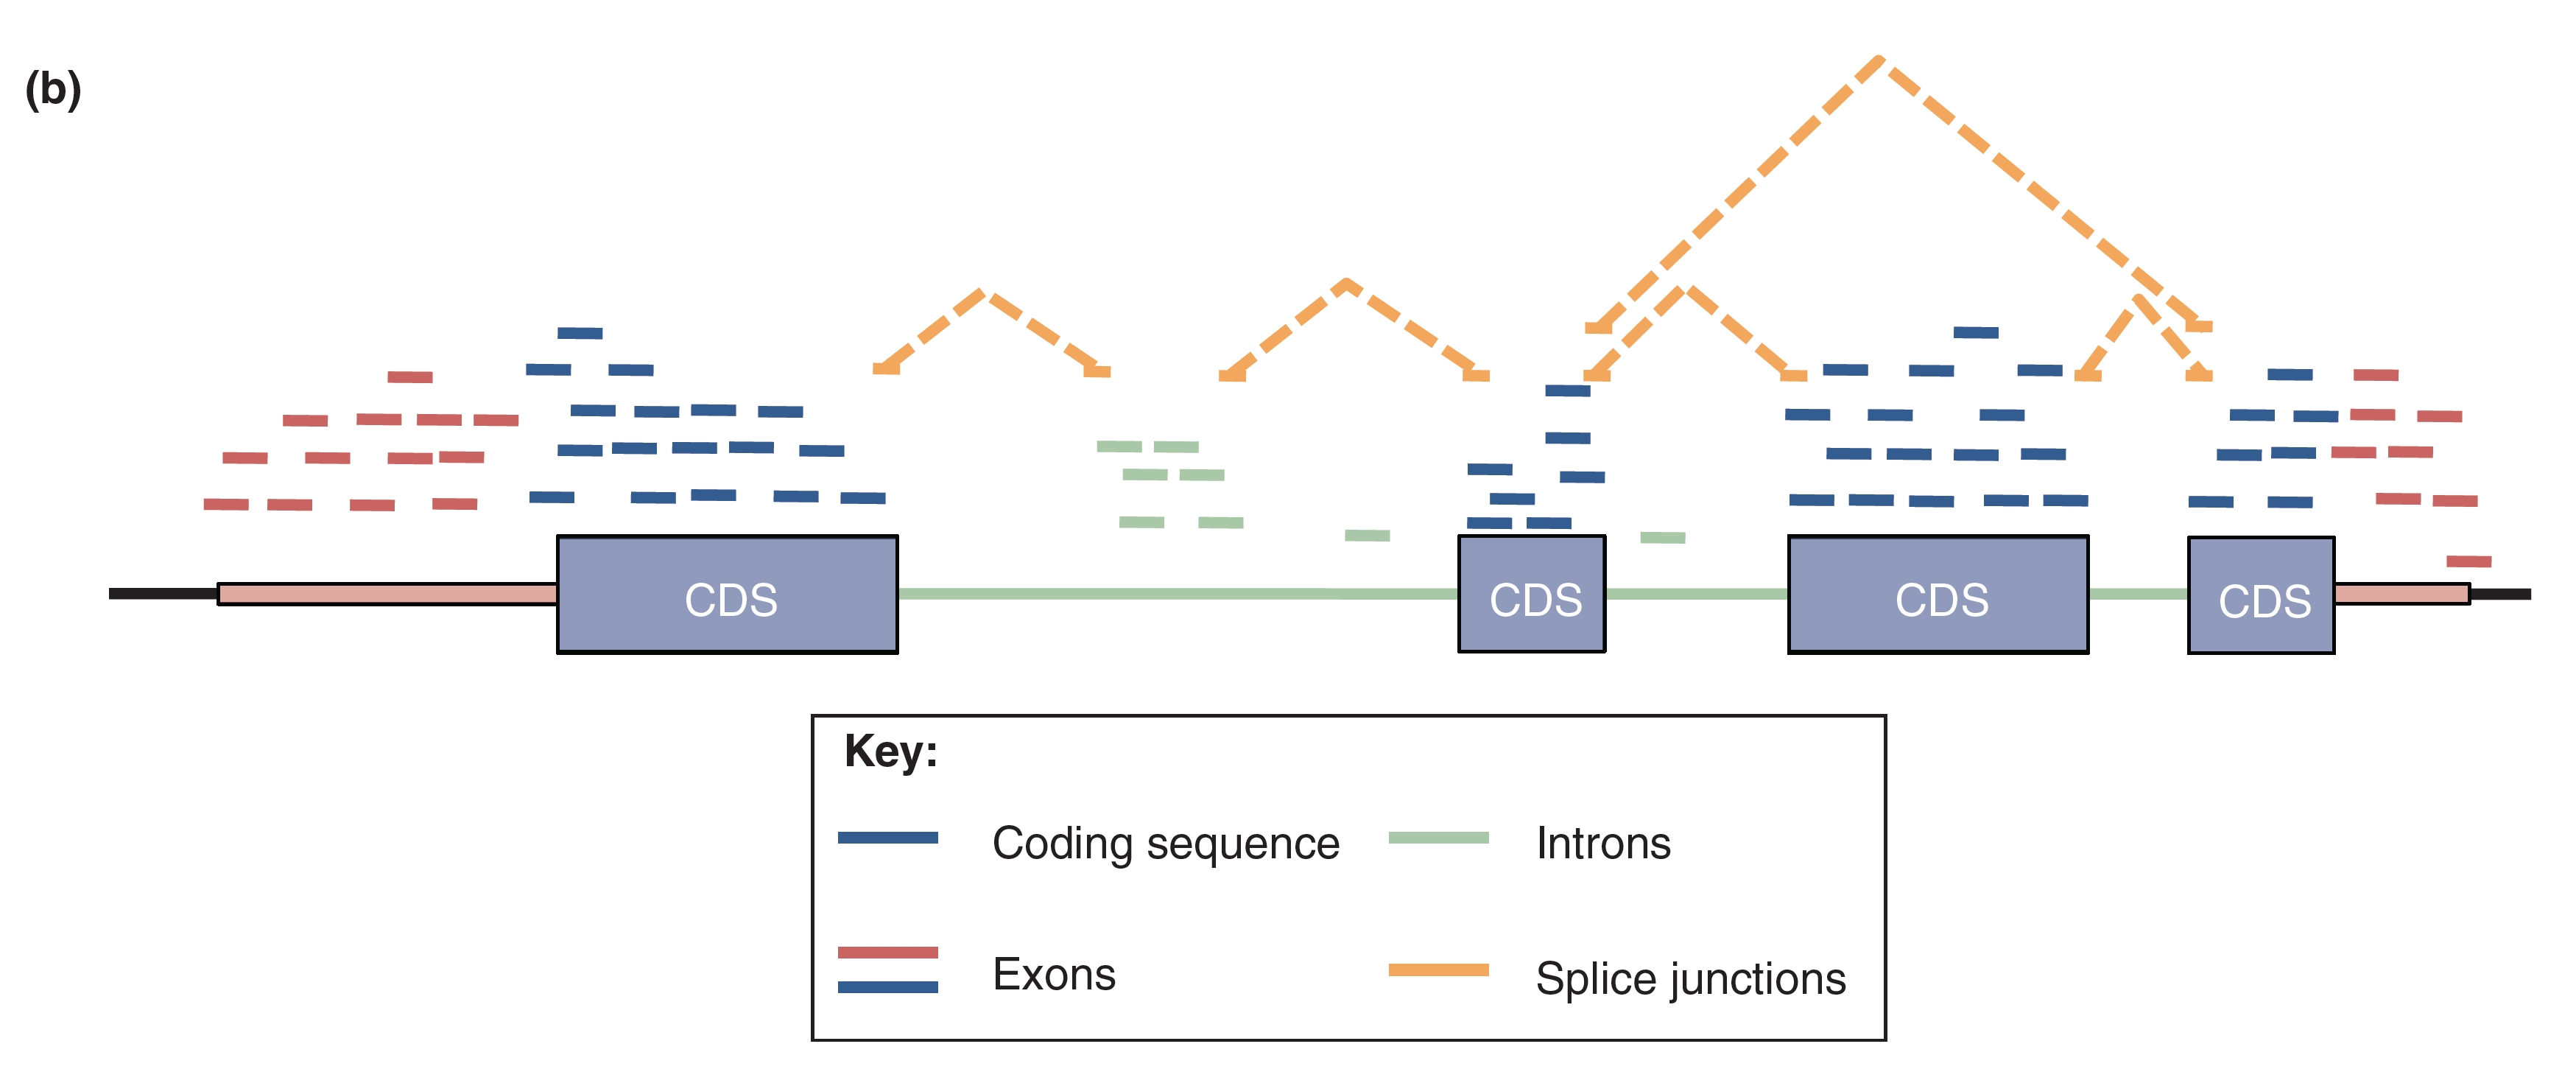 (b)
CDS
CDS
CDS
CDS
Key:
Coding sequence
Introns
Exons
Splice junctions